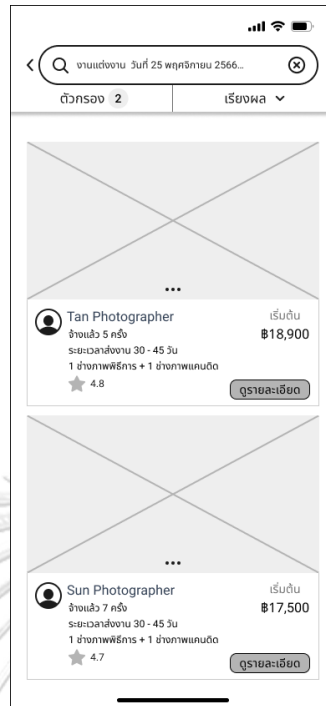 งานแต่งงาน วันที่ 25 พฤศจิกายน 2566...
ตัวกรอง 2
เรียงผล
Tan Photographer
เริ่มต้น
จ้างแล้ว 5 ครั้ง
฿18,900
ระยะเวลาส่งงาน 30 - 45 วัน
1 ช่างภาพพิธีการ + 1 ช่างภาพแคนดิด
4.8
ดูรายละเอียด
Sun Photographer
เริ่มต้น
จ้างแล้ว 7 ครั้ง
฿17,500
ระยะเวลาส่งงาน 30 - 45 วัน
1 ช่างภาพพิธีการ + 1 ช่างภาพแคนดิด
4.7
ดูรายละเอียด